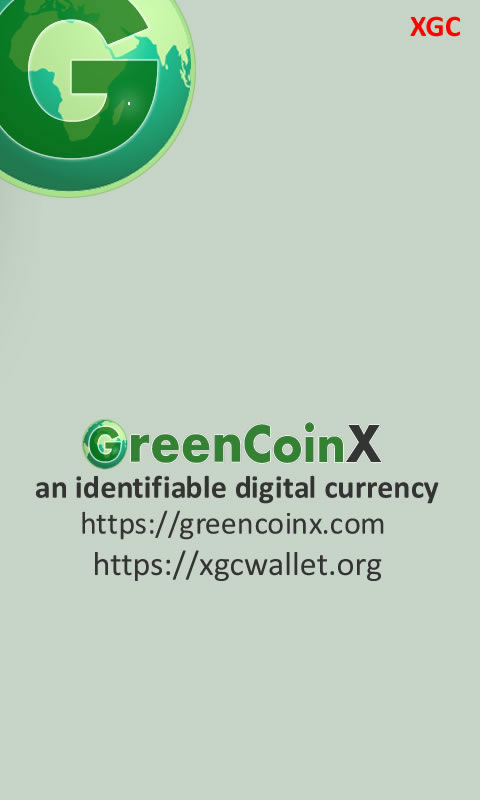 XGC
G
GreenCoinX
an identifiable digital currency
https://greencoinx.com
https://xgcwallet.org